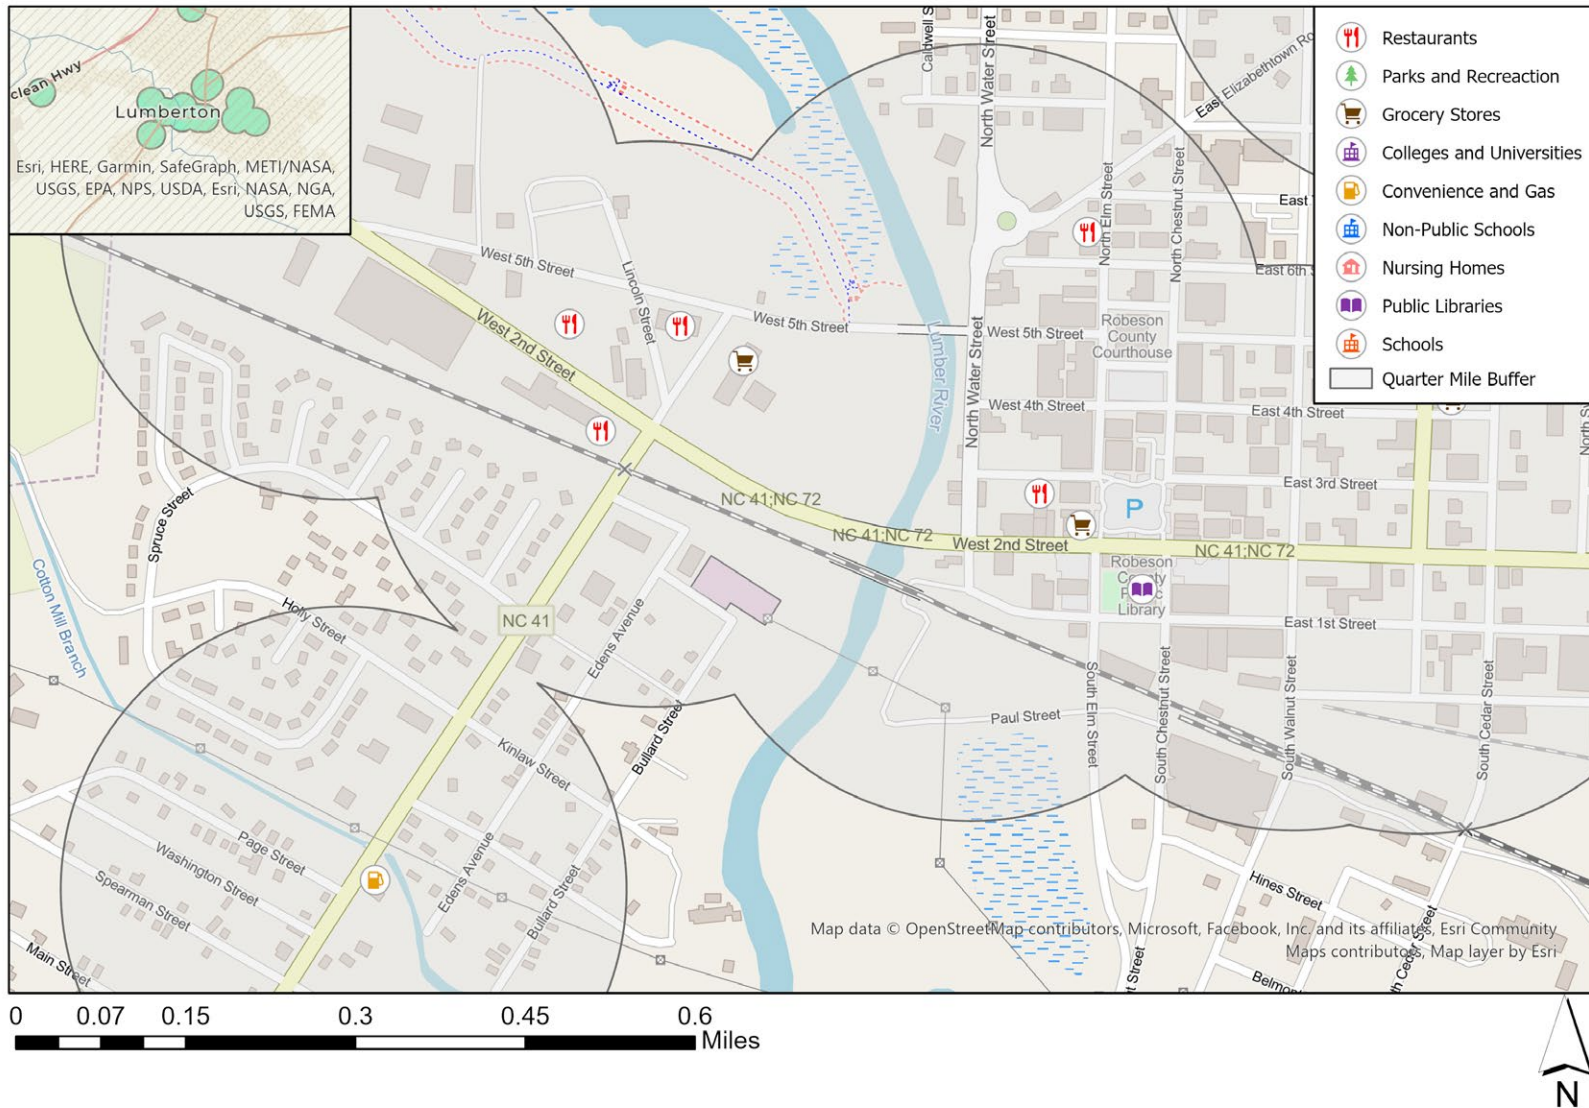 clean Hwy
Lumberton
Esri, HERE, Garmin, SafeGraph, METI/NASA,
USGS, EPA, NPS, USDA, Esri, NASA, NGA,
USGS, FEMA
Restaurants
Parks and Recreaction
Grocery Stores
Colleges and Universities
Convenience and Gas
Non-Public Schools
Nursing Homes
Public Libraries
Schools
Quarter Mile Buffer
Caldwell S
North Water Street
East Elizabethtown Ro
North Elm Street
North Chestnut Street
East 7
East 6th S
West 5th Street
Lincoln Street
West 5th Street
West 5th Street
West 2nd Street
Lumber River
North Water Street
Robeson
County
Courthouse
West 4th Street
East 4th Street
North S
East 3rd Street
P
NC 41;NC 72
NC 41;NC 72
West 2nd Street
NC 41;NC 72
Robeson
Library
East 1st Street
Spruce Street
Cotton Mill Branch
Holly Street
NC 41
Edens Avenue
Bullard Street
Kinlaw Street
Paul Street
South Elm Street
South Chestnut Street
South Walnut Street
South Cedar Street
Page Street
Washington Street
Spearman Street
Main Street
Edens Avenue
Bullard Street
Hines Street
Belmon
t Street
th Cedar Street
Map data © OpenStreetMap contributors, Microsoft, Facebook, Inc. and its affiliates, Esri Community
Maps contributors, Map layer by Esri
0 0.07 0.15 0.3 0.45 0.6
Miles
N